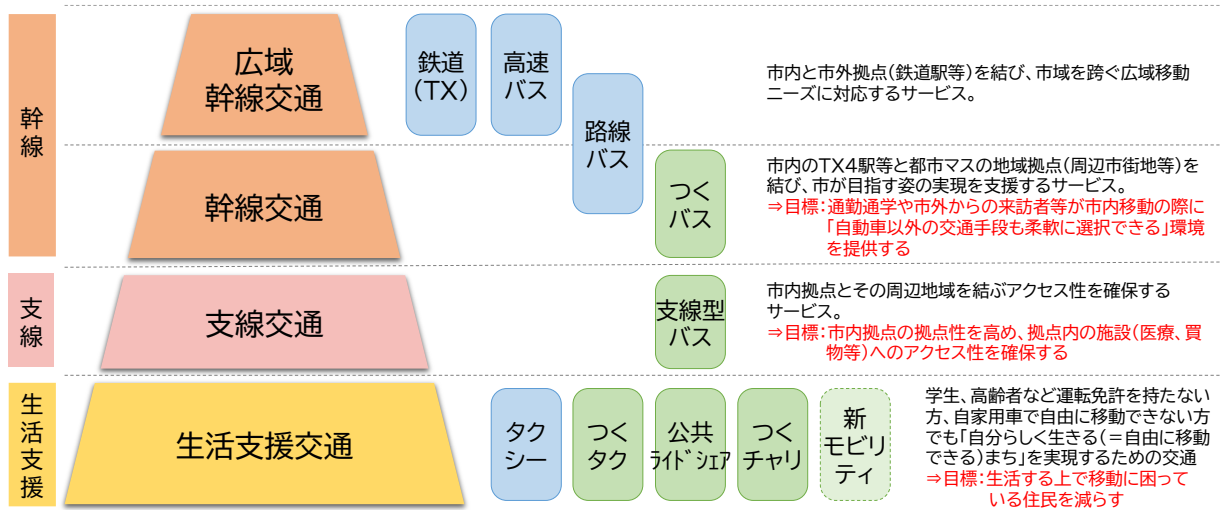 幹線
広域
幹線交通
鉄道
(TX)
高速
バス
路線
バス
市内と市外拠点(鉄道駅等)を結び、市域を跨ぐ広域移動
ニーズに対応するサービス。
幹線交通
つく
バス
市内のTX4駅等と都市マスの地域拠点(周辺市街地等)を
結び、市が目指す姿の実現を支援するサービス。
⇒目標：通勤通学や市外からの来訪者等が市内移動の際に
「自動車以外の交通手段も柔軟に選択できる」環境
を提供する
支線
支線交通
支線型
バス
市内拠点とその周辺地域を結ぶアクセス性を確保する
サービス。
⇒目標：市内拠点の拠点性を高め、拠点内の施設(医療、買
物等)へのアクセス性を確保する
生活支援
生活支援交通
タク
シー
つく
タク
公共
ﾗｲﾄﾞｼｪｱ
つく
チャリ
新
モビリ
ティ
学生、高齢者など運転免許を持たない
方、自家用車で自由に移動できない方
でも「自分らしく生きる(＝自由に移動
できる)まち」を実現するための交通
⇒目標：生活する上で移動に困って
いる住民を減らす